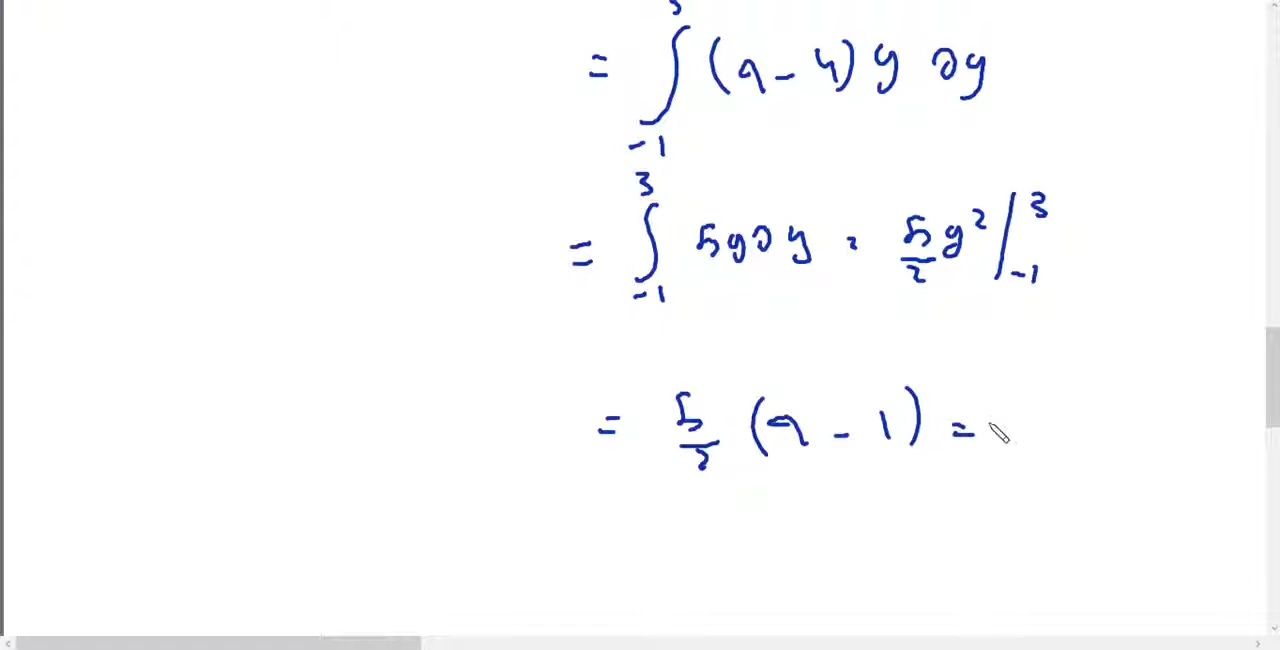 = ∫_{-1}^{3} (9 - 4) y ∂y
= ∫_{-1}^{3} 5y∂y = 5/2 y² |_{-1}^{3}
= 5/2 (9 - 1) =